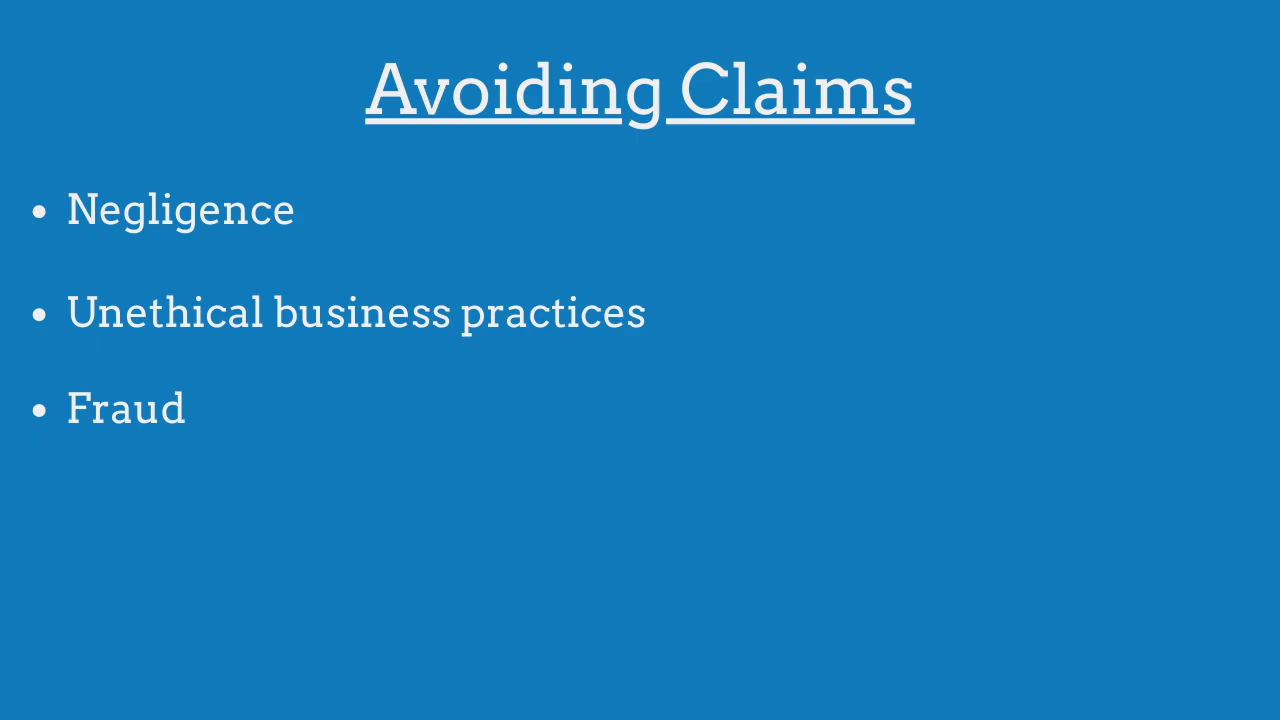 Avoiding Claims
• Negligence
• Unethical business practices
• Fraud